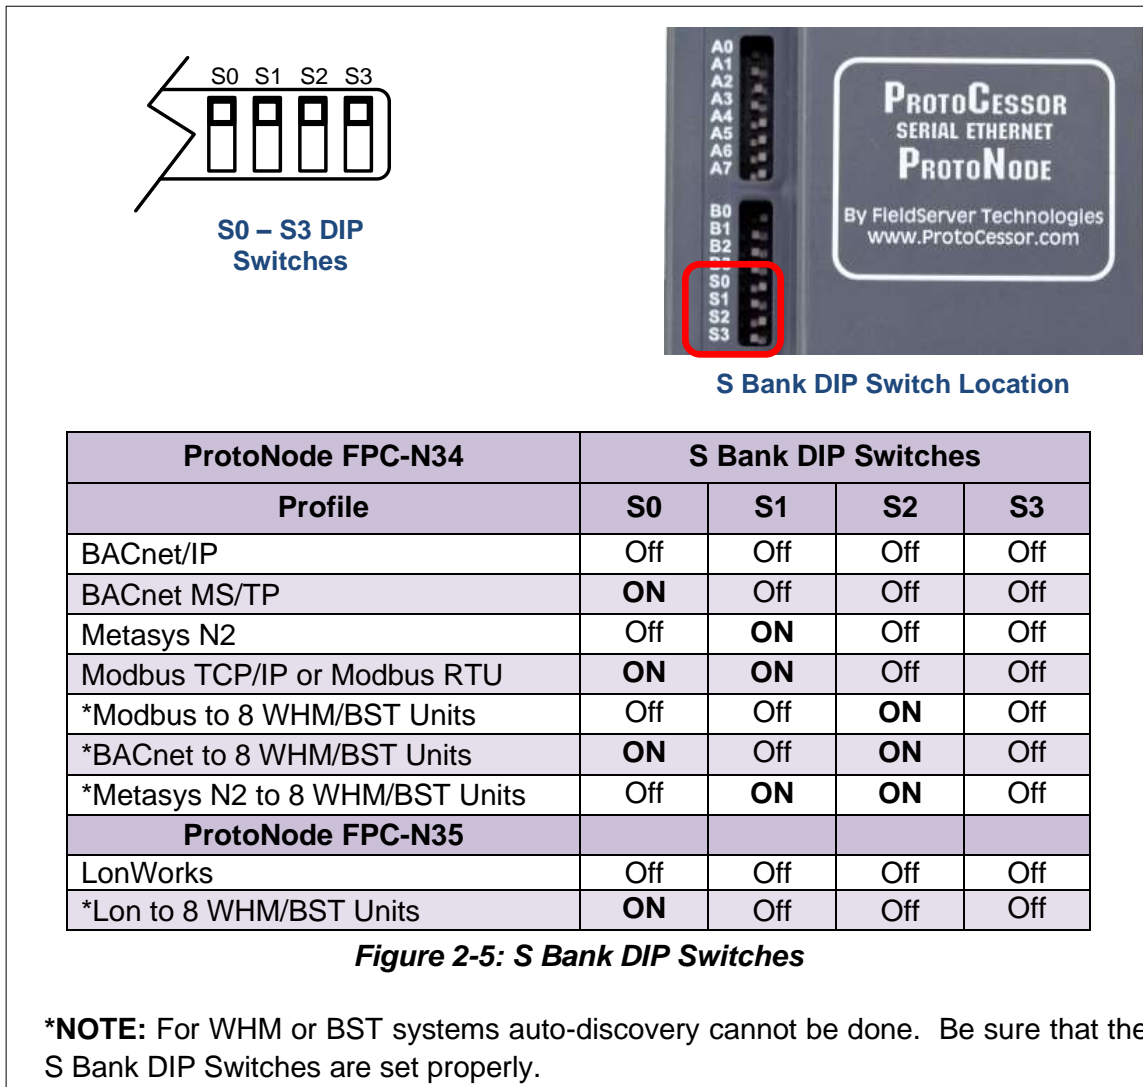 S0 S1 S2 S3
S0 – S3 DIP
Switches
A0
A1
A2
A3
A4
A5
A6
A7
B0
B1
B2
B3
S0
S1
S2
S3
PROTOCESSOR
SERIAL ETHERNET
PROTONODE
By FieldServer Technologies
www.ProtoCessor.com
S Bank DIP Switch Location
ProtoNode FPC-N34 S Bank DIP Switches
Profile S0 S1 S2 S3
BACnet/IP Off Off Off Off
BACnet MS/TP ON Off Off Off
Metasys N2 Off ON Off Off
Modbus TCP/IP or Modbus RTU ON ON Off Off
*Modbus to 8 WHM/BST Units Off Off ON Off
*BACnet to 8 WHM/BST Units ON Off ON Off
*Metasys N2 to 8 WHM/BST Units Off ON ON Off
ProtoNode FPC-N35
LonWorks Off Off Off Off
*Lon to 8 WHM/BST Units ON Off Off Off
Figure 2-5: S Bank DIP Switches
*NOTE: For WHM or BST systems auto-discovery cannot be done. Be sure that the
S Bank DIP Switches are set properly.